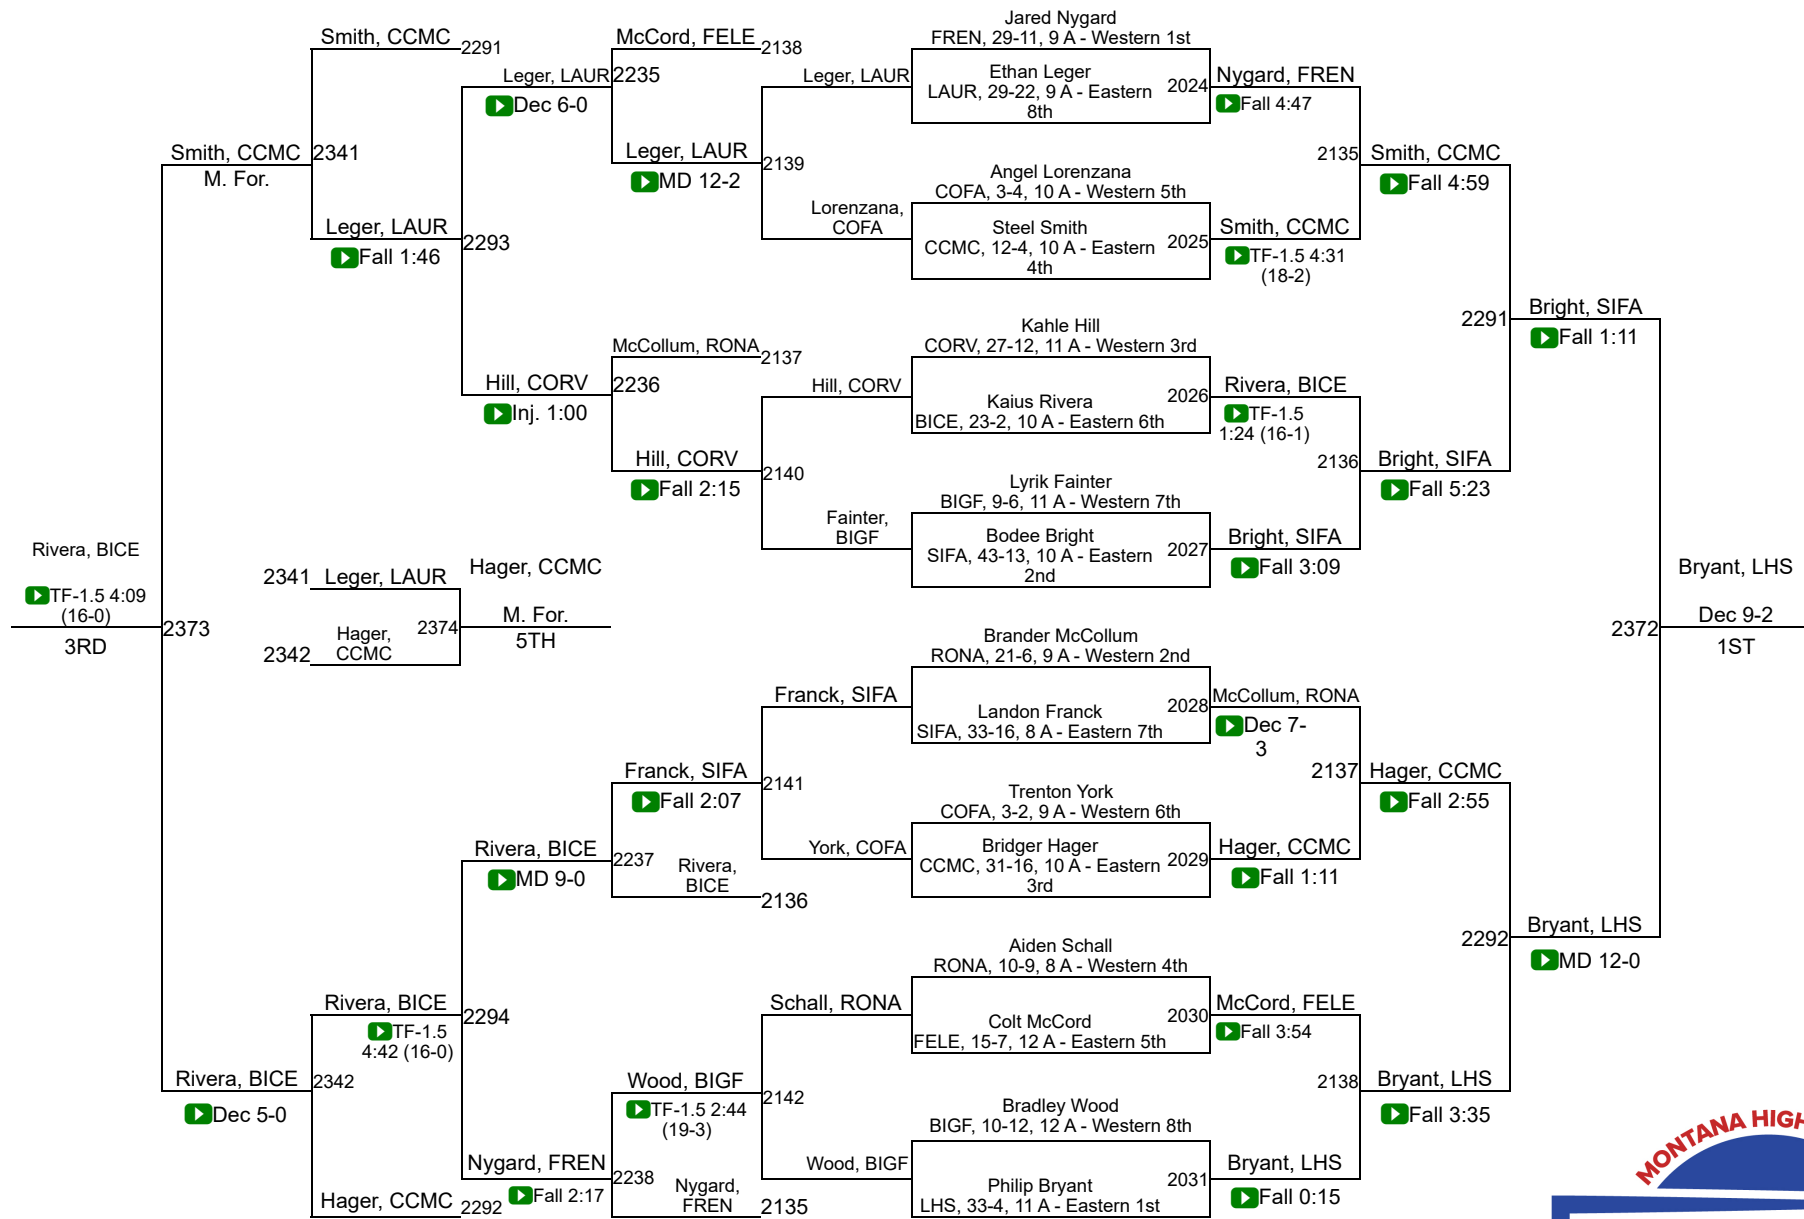 Jared Nygard
FREN, 29-11, 9 A - Western 1st
Smith, CCMC
2291
McCord, FELE
2138
Leger, LAUR
2235
Dec 6-0
Leger, LAUR
Ethan Leger
LAUR, 29-22, 9 A - Eastern
8th
2024
Nygard, FREN
Fall 4:47
Smith, CCMC
M. For.
2341
Leger, LAUR
MD 12-2
2139
Angel Lorenzana
COFA, 3-4, 10 A - Western 5th
2135
Smith, CCMC
Fall 4:59
Leger, LAUR
Fall 1:46
2293
Lorenzana,
COFA
Steel Smith
CCMC, 12-4, 10 A - Eastern
4th
2025
Smith, CCMC
TF-1.5 4:31
(18-2)
2291
Bright, SIFA
Fall 1:11
Kahle Hill
CORV, 27-12, 11 A - Western 3rd
McCollum, RONA
2137
Hill, CORV
Inj. 1:00
2236
Hill, CORV
Kaius Rivera
BICE, 23-2, 10 A - Eastern 6th
2026
Rivera, BICE
TF-1.5
1:24 (16-1)
Hill, CORV
Fall 2:15
2140
Lyrik Fainter
BIGF, 9-6, 11 A - Western 7th
2136
Bright, SIFA
Fall 5:23
Fainter,
BIGF
Bodee Bright
SIFA, 43-13, 10 A - Eastern
2nd
2027
Bright, SIFA
Fall 3:09
Rivera, BICE
TF-1.5 4:09
(16-0)
3RD
2373
2341
Leger, LAUR
2342
Hager,
CCMC
2374
Hager, CCMC
M. For.
5TH
2372
Bryant, LHS
Dec 9-2
1ST
Brander McCollum
RONA, 21-6, 9 A - Western 2nd
Franck, SIFA
Landon Franck
SIFA, 33-16, 8 A - Eastern 7th
2028
McCollum, RONA
Dec 7-
3
Franck, SIFA
Fall 2:07
2141
Trenton York
COFA, 3-2, 9 A - Western 6th
2137
Hager, CCMC
Fall 2:55
Rivera, BICE
MD 9-0
2237
Rivera,
BICE
2136
York, COFA
Bridger Hager
CCMC, 31-16, 10 A - Eastern
3rd
2029
Hager, CCMC
Fall 1:11
2292
Bryant, LHS
MD 12-0
Aiden Schall
RONA, 10-9, 8 A - Western 4th
Rivera, BICE
TF-1.5
4:42 (16-0)
2294
Schall, RONA
Colt McCord
FELE, 15-7, 12 A - Eastern 5th
2030
McCord, FELE
Fall 3:54
Rivera, BICE
Dec 5-0
2342
Wood, BIGF
TF-1.5 2:44
(19-3)
2142
Bradley Wood
BIGF, 10-12, 12 A - Western 8th
2138
Bryant, LHS
Fall 3:35
Hager, CCMC
2292
Nygard, FREN
Fall 2:17
2238
Nygard,
FREN
2135
Wood, BIGF
Philip Bryant
LHS, 33-4, 11 A - Eastern 1st
2031
Bryant, LHS
Fall 0:15
MONTANA HIGH